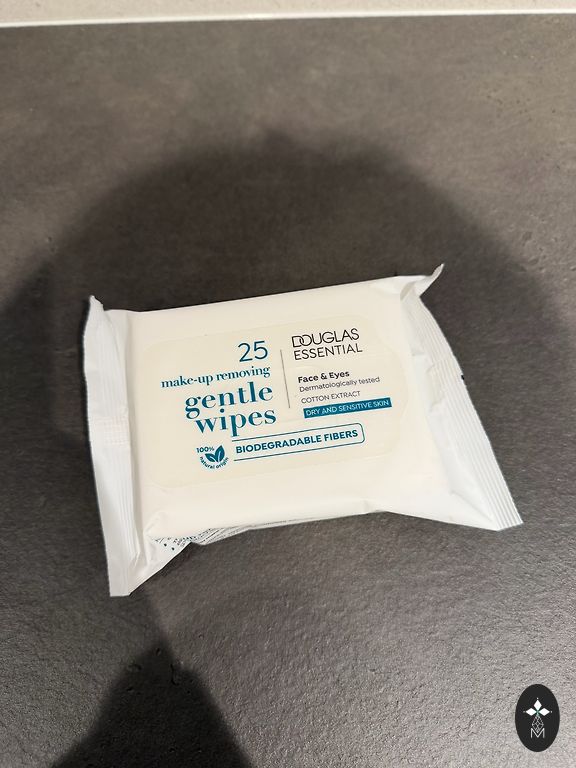 25
make-up removing
gentle
wipes
DOUGLAS
ESSENTIAL
Face & Eyes
Dermatologically tested
COTTON EXTRACT
DRY AND SENSITIVE SKIN
100%
natural origin
BIODEGRADABLE FIBERS
M